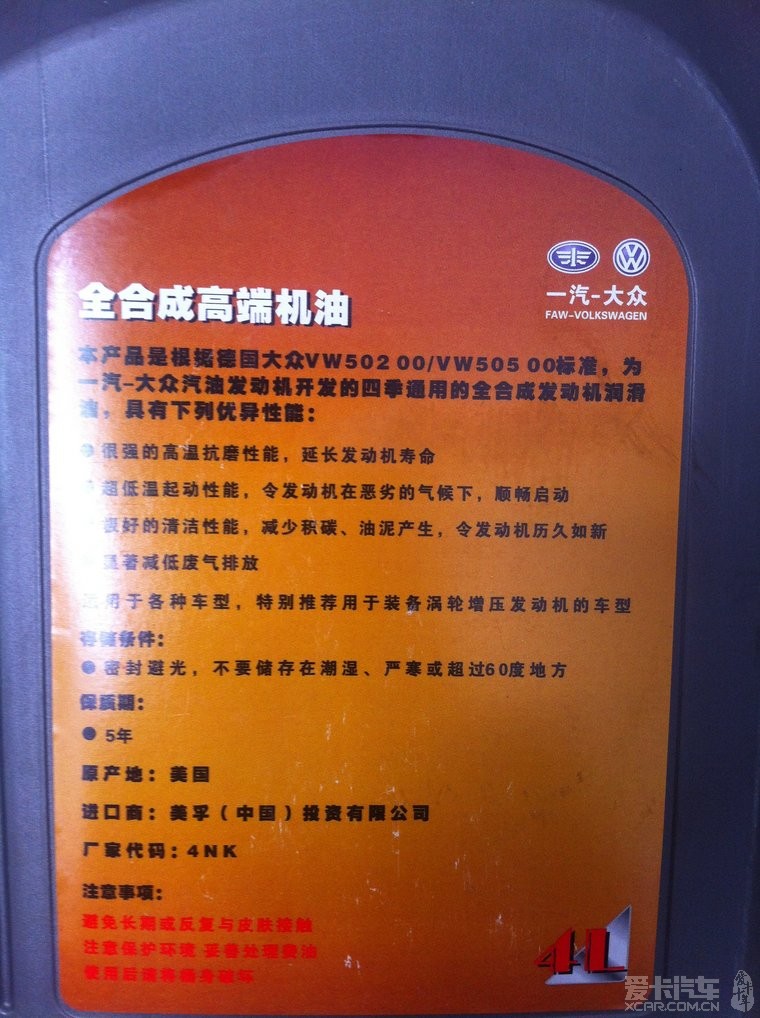 一汽-大众
FAW-VOLKSWAGEN
全合成高端机油
本产品是根据德国大众VW502 00/VW505 00标准，为
一汽-大众汽油发动机开发的四季通用的全合成发动机润滑
油，具有下列优异性能：
● 很强的高温抗磨性能，延长发动机寿命
超低温起动性能，令发动机在恶劣的气候下，顺畅启动
极好的清洁性能，减少积碳、油泥产生，令发动机历久如新
显著减低废气排放
适用于各种车型，特别推荐用于装备涡轮增压发动机的车型
存储条件：
● 密封避光，不要储存在潮湿、严寒或超过60度地方
保质期：
● 5年
原产地：美国
进口商：美孚（中国）投资有限公司
厂家代码：4NK
注意事项：
避免长期或反复与皮肤接触
注意保护环境 妥善处理费油
使用后请将桶身破坏
4L
爱卡汽车
XCAR.COM.CN